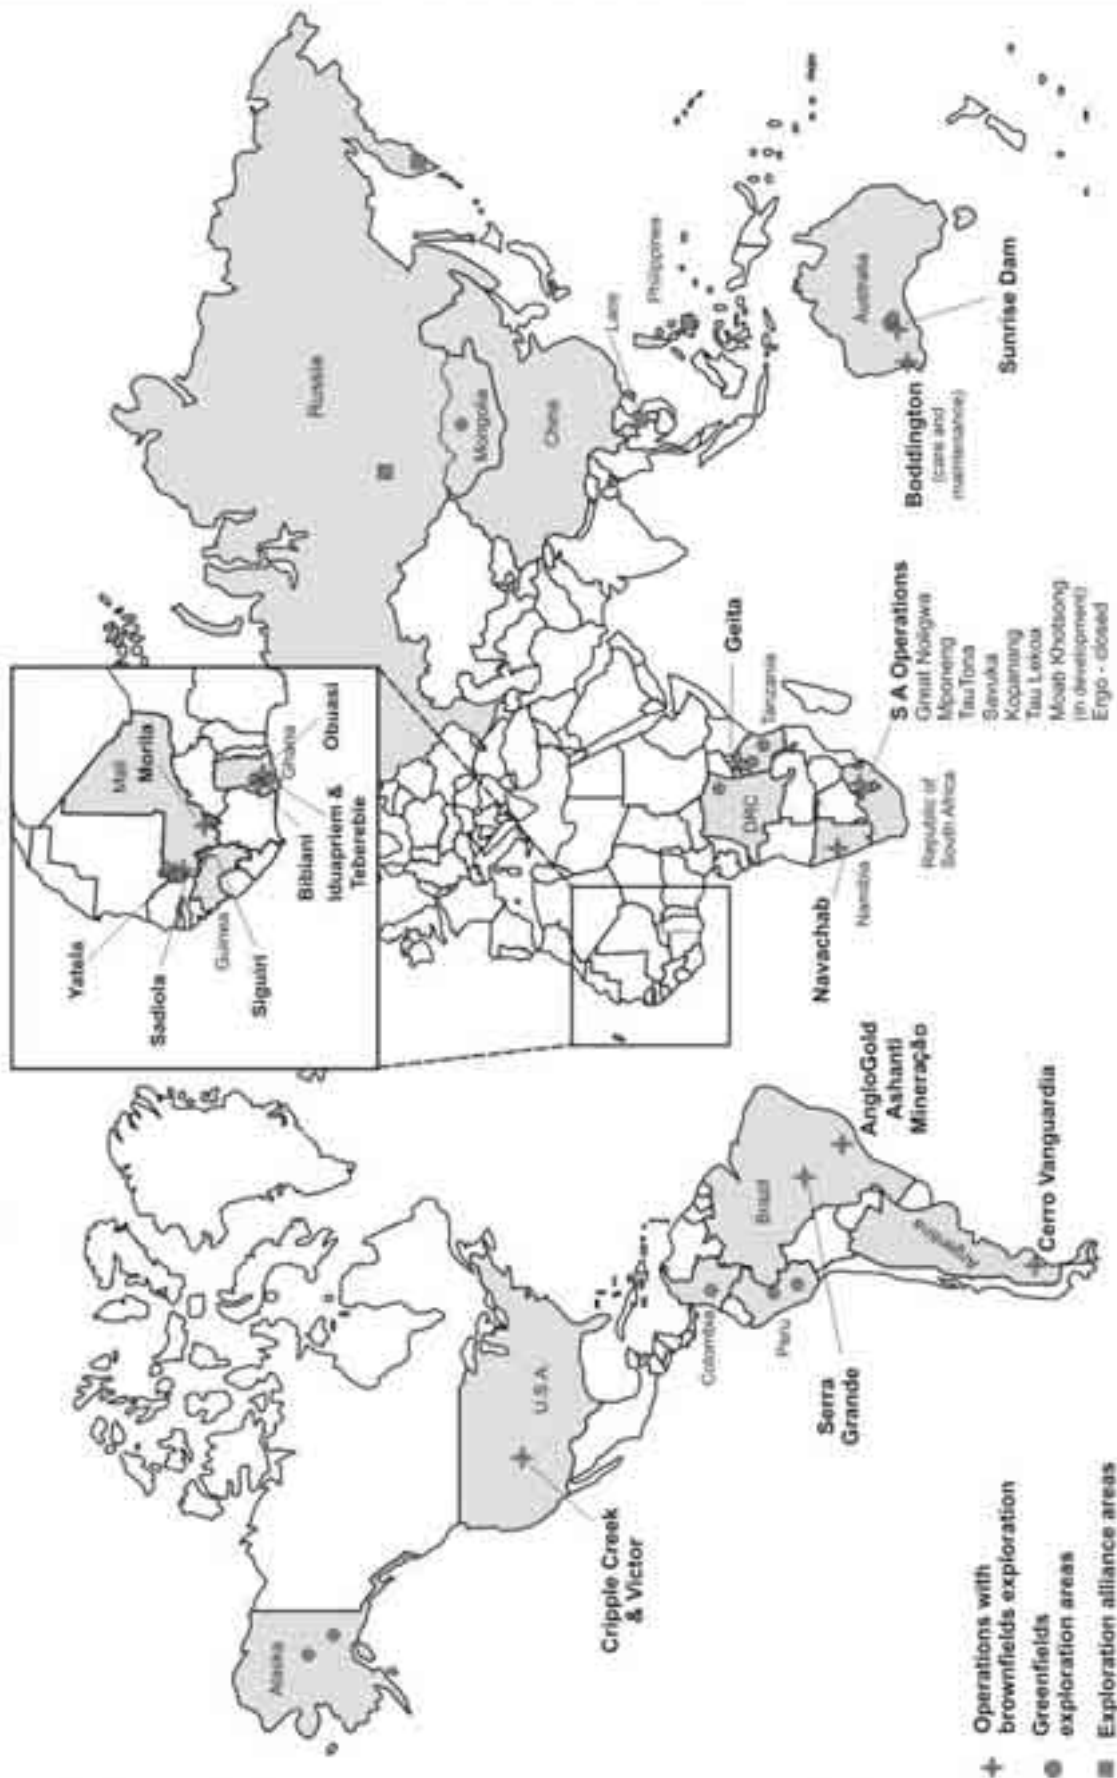 Alaska
U.S.A
Cripple Creek
& Victor
Colombia
Peru
Brazil
Argentina
Serra
Grande
AngloGold
Ashanti
Mineração
Cerro Vanguardia
Yatela
Sadiola
Guinea
Siguiri
Mali
Morila
Ghana
Obuasi
Bibiani
Iduapriem &
Teberebie
Russia
Mongolia
China
Laos
Philippines
DRC
Tanzania
Geita
Navachab
Namibia
Republic of
South Africa
S A Operations
Great Noligwa
Mponeng
TauTona
Savuka
Kopanang
Tau Lekoa
Moab Khotsong
(in development)
Ergo - closed
Australia
Boddington
(care and
maintenance)
Sunrise Dam
Operations with
brownfields exploration
Greenfields
exploration areas
Exploration alliance areas